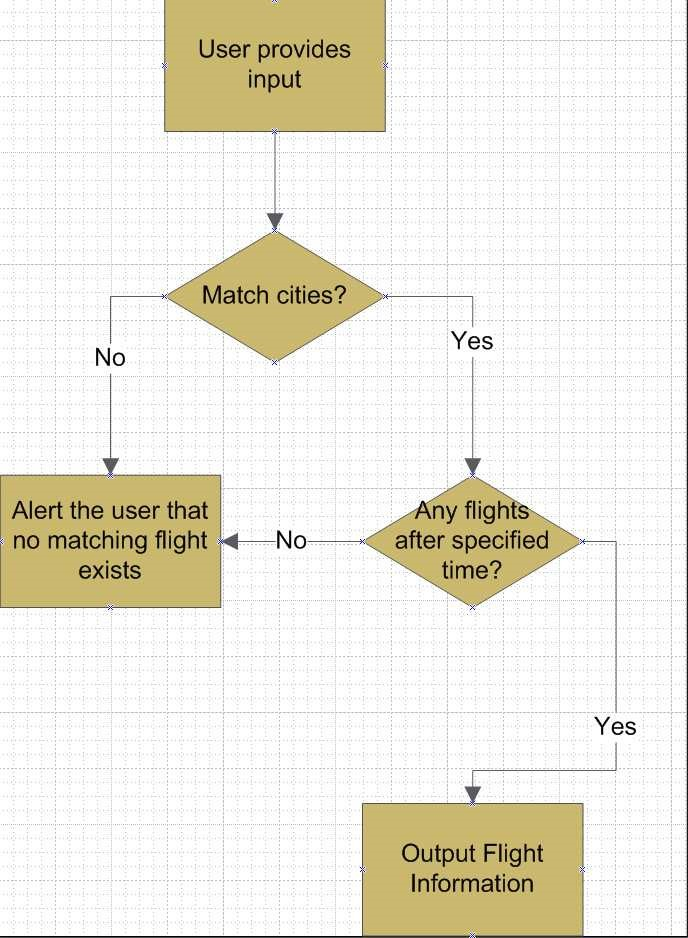 User provides
input
Match cities?
No
Yes
Alert the user that
no matching flight
exists
No
Any flights
after specified
time?
Yes
Output Flight
Information